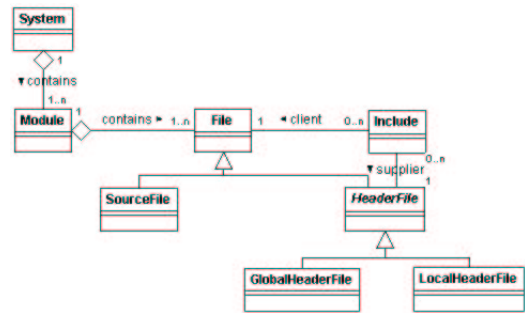 System
1
▼contains
1..n
Module
1
contains ►
1..n
File
1
◄ client
0..n
Include
0..n
▼supplier
1
SourceFile
HeaderFile
GlobalHeaderFile
LocalHeaderFile